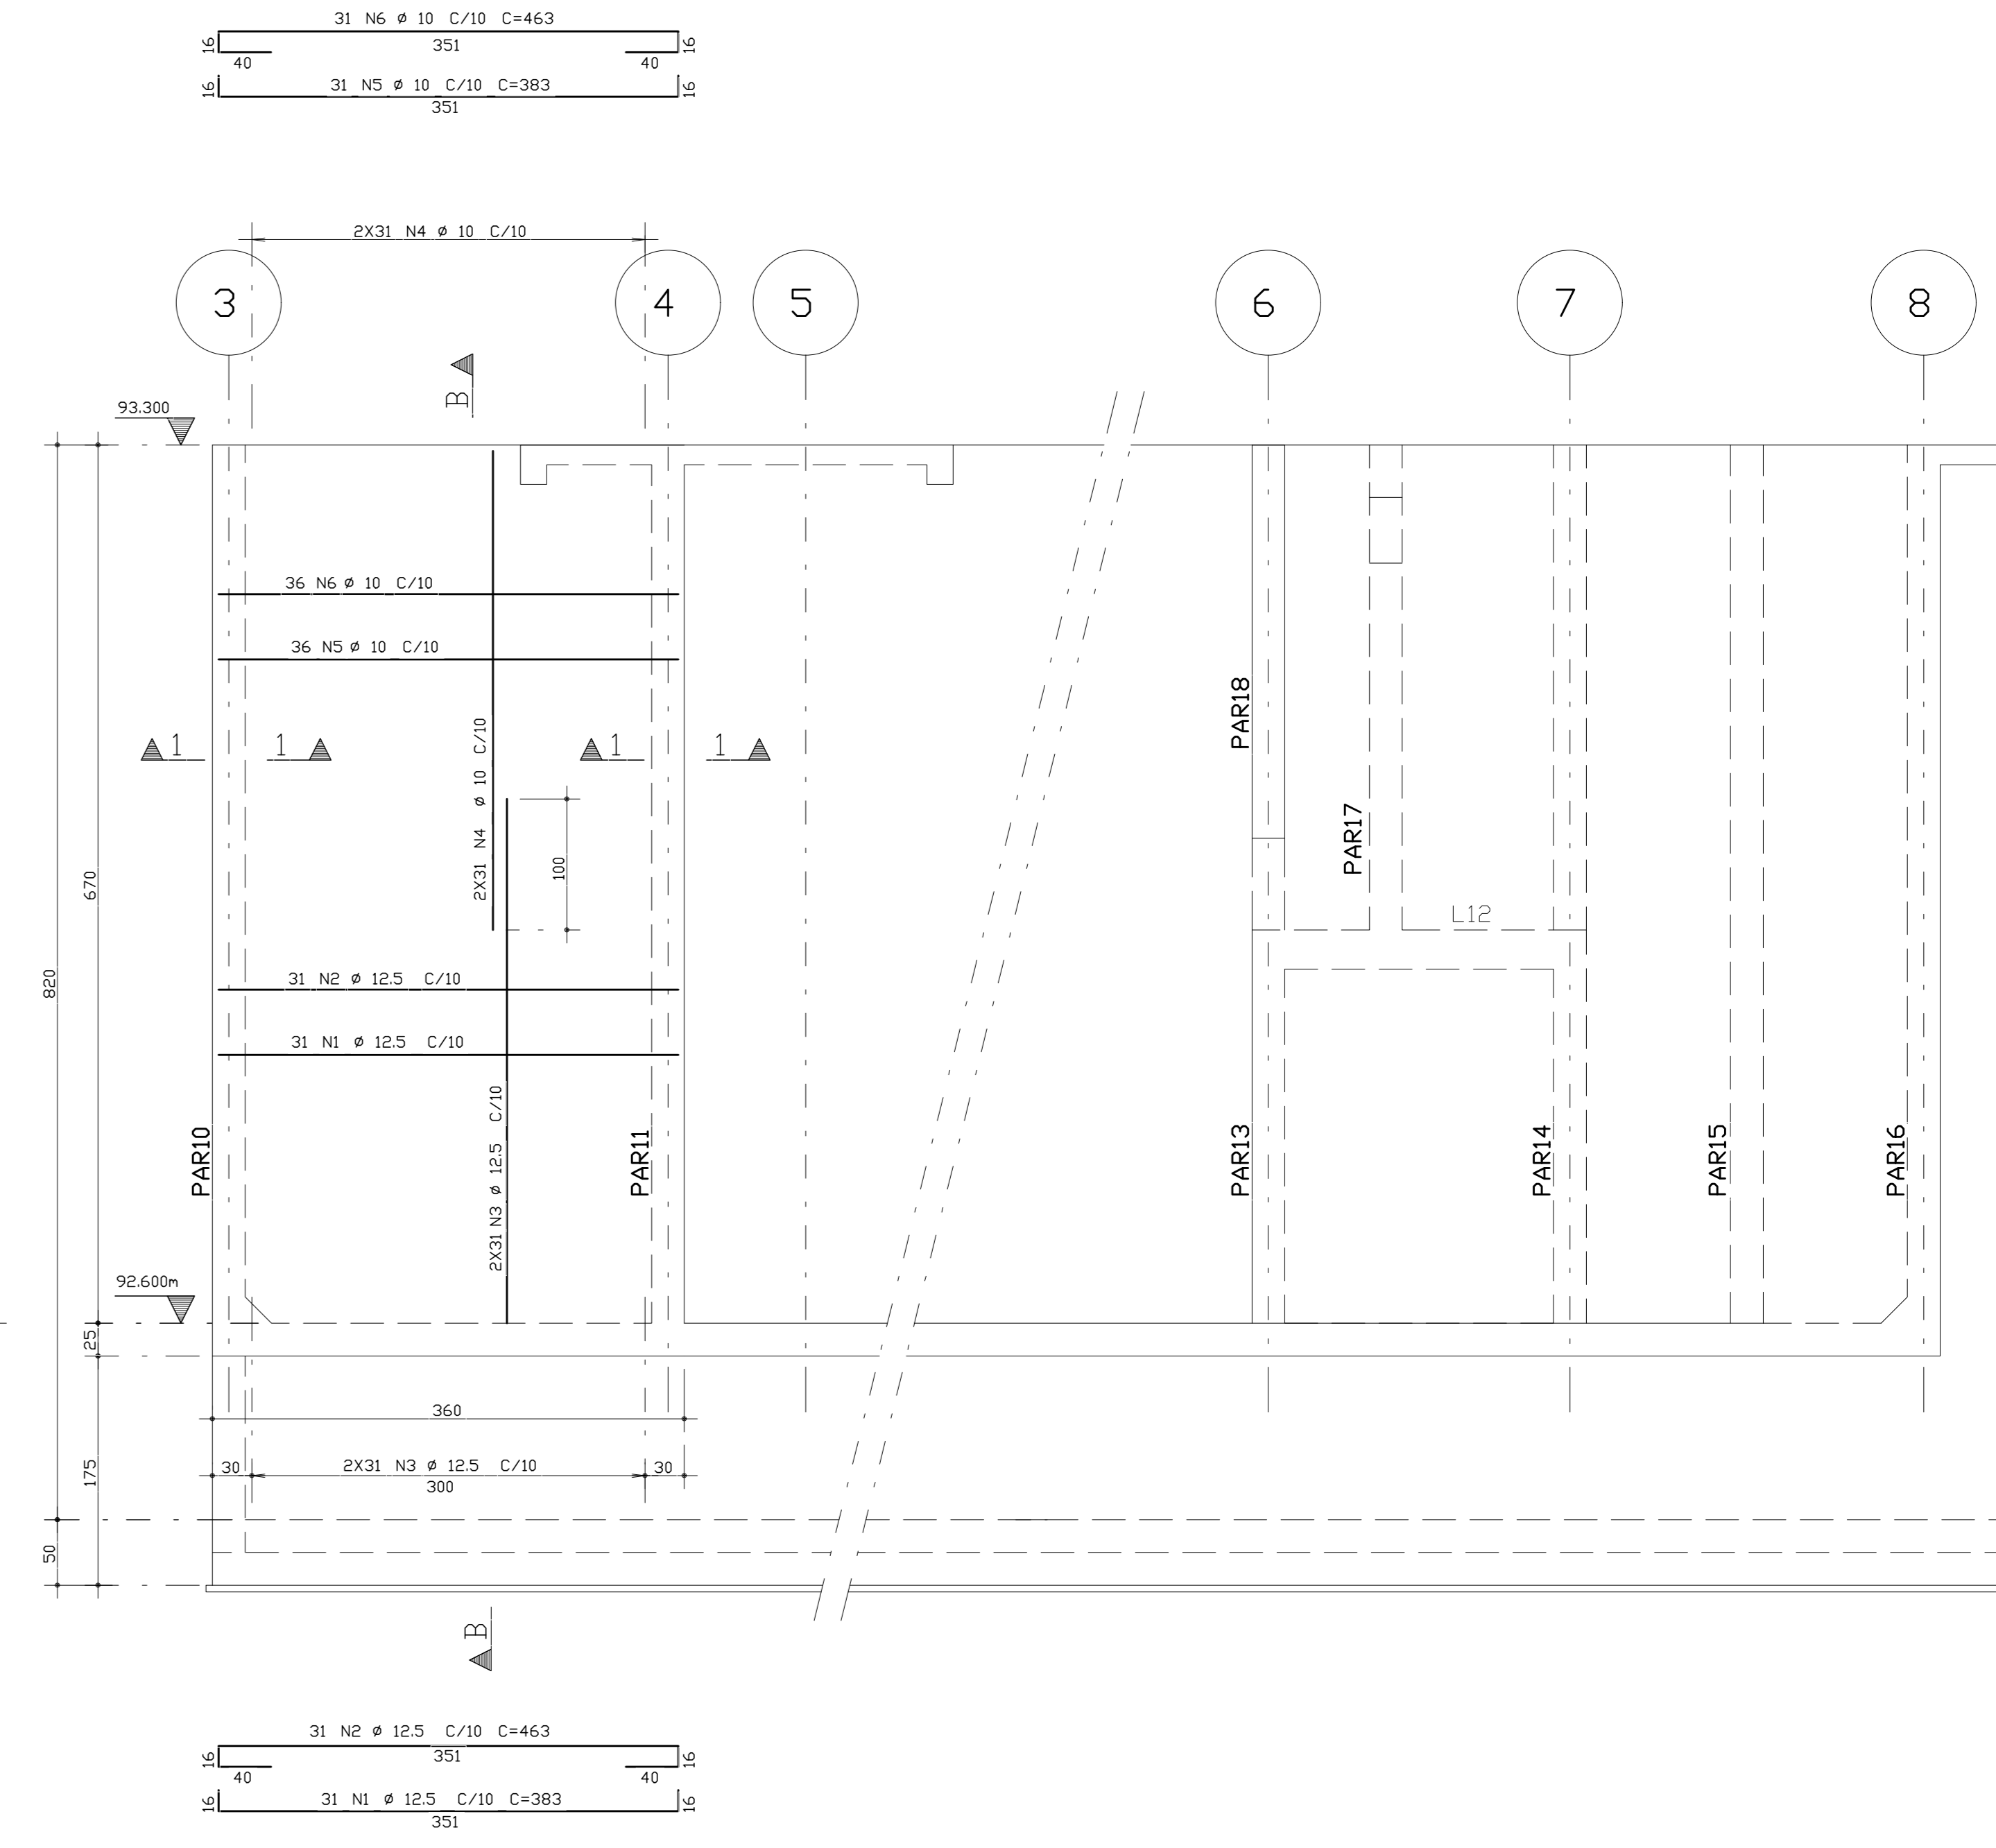 31 N6 ø 10 C/10 C=463
16 351 16
40 40
31 N5 ø 10 C/10 C=383
16 351 16
2X31 N4 ø 10 C/10
3 4 5 6 7 8
B
93.300
36 N6 ø 10 C/10
36 N5 ø 10 C/10
PAR18
1 1 1 1
2X31 N4 ø 10 C/10
100
PAR17
670
L12
820
31 N2 ø 12.5 C/10
31 N1 ø 12.5 C/10
2X31 N3 ø 12.5 C/10
PAR10 PAR11 PAR13 PAR14 PAR15 PAR16
92.600m
25
360
175
30 2X31 N3 ø 12.5 C/10 30
300
50
B
31 N2 ø 12.5 C/10 C=463
16 351 16
40 40
31 N1 ø 12.5 C/10 C=383
16 351 16